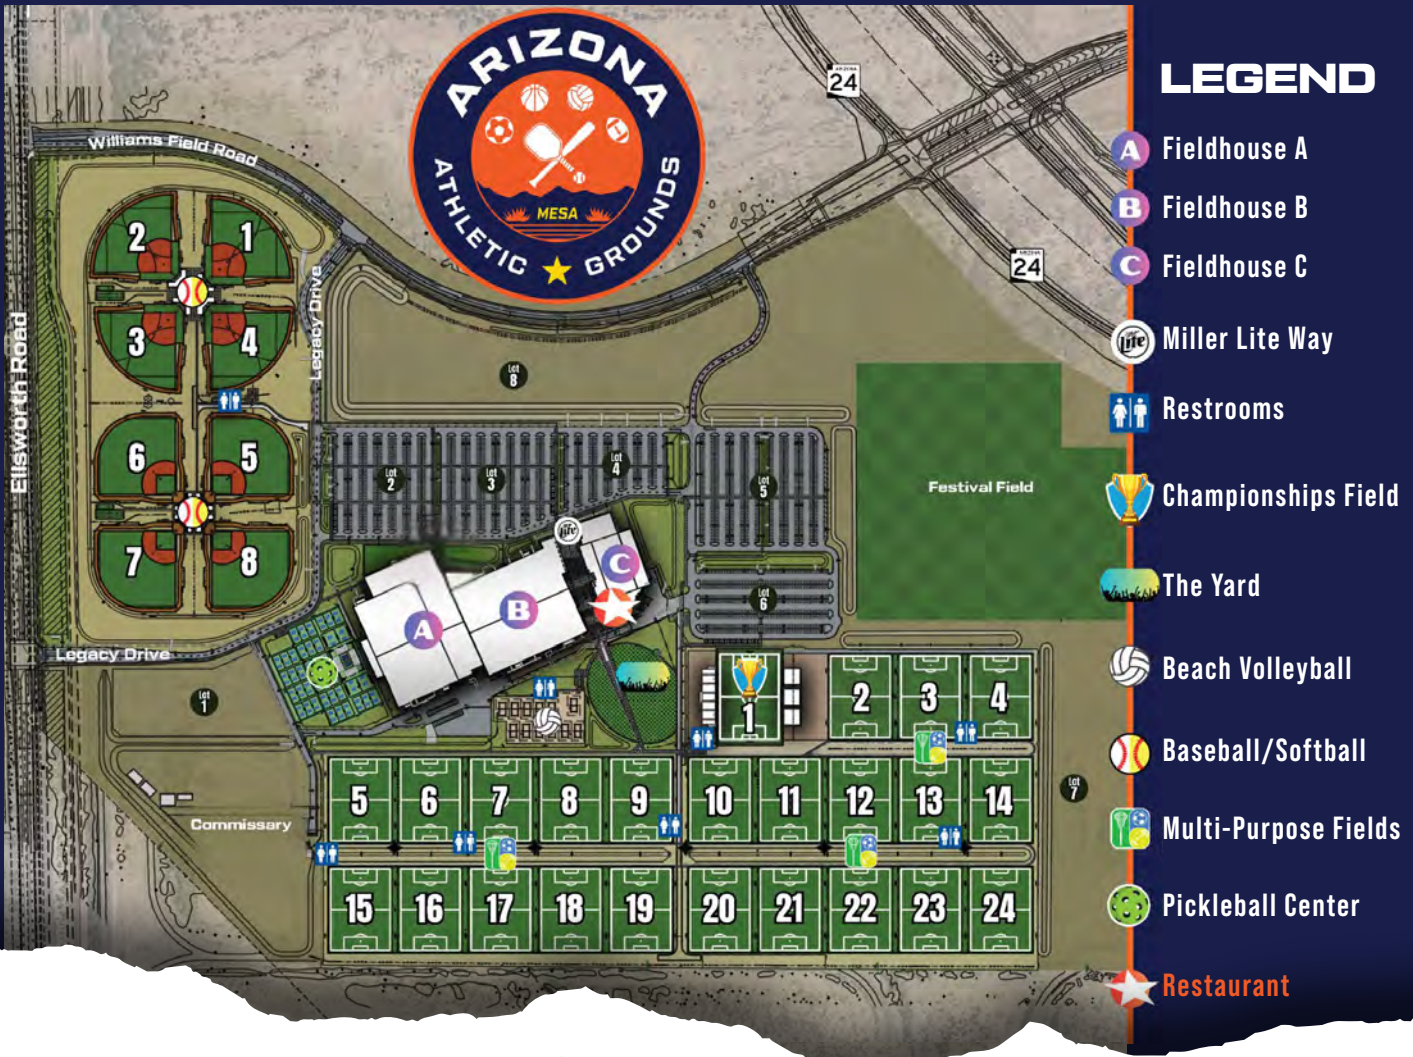 ARIZONA
ATHLETIC GROUNDS
MESA
ARIZONA
24
ARIZONA
24
Williams Field Road
Legacy Drive
Ellsworth Road
2
1
3
4
6
5
7
8
Lot
8
Lot
2
Lot
3
Lot
4
Lot
5
Lot
6
Festival Field
Lite
C
B
A
Legacy Drive
Lot
1
1
2
3
4
Lot
7
Commissary
5
6
7
8
9
10
11
12
13
14
15
16
17
18
19
20
21
22
23
24
LEGEND
A Fieldhouse A
B Fieldhouse B
C Fieldhouse C
Lite Miller Lite Way
Restrooms
Championships Field
The Yard
Beach Volleyball
Baseball/Softball
Multi-Purpose Fields
Pickleball Center
Restaurant